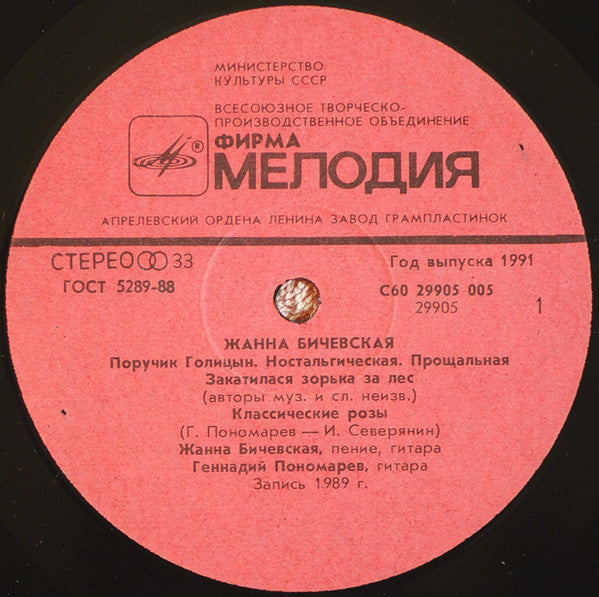 МИНИСТЕРСТВО
КУЛЬТУРЫ СССР
ВСЕСОЮЗНОЕ ТВОРЧЕСКО-
ПРОИЗВОДСТВЕННОЕ ОБЪЕДИНЕНИЕ
ФИРМА
® МЕЛОДИЯ
АПРЕЛЕВСКИЙ ОРДЕНА ЛЕНИНА ЗАВОД ГРАМПЛАСТИНОК
СТЕРЕО 33
Год выпуска 1991
ГОСТ 5289-88
С60 29905 005
29905
1
ЖАННА БИЧЕВСКАЯ
Поручик Голицын. Ностальгическая. Прощальная
Закатилася зорька за лес
(авторы муз. и сл. неизв.)
Классические розы
(Г. Пономарев — И. Северянин)
Жанна Бичевская, пение, гитара
Геннадий Пономарев, гитара
Запись 1989 г.